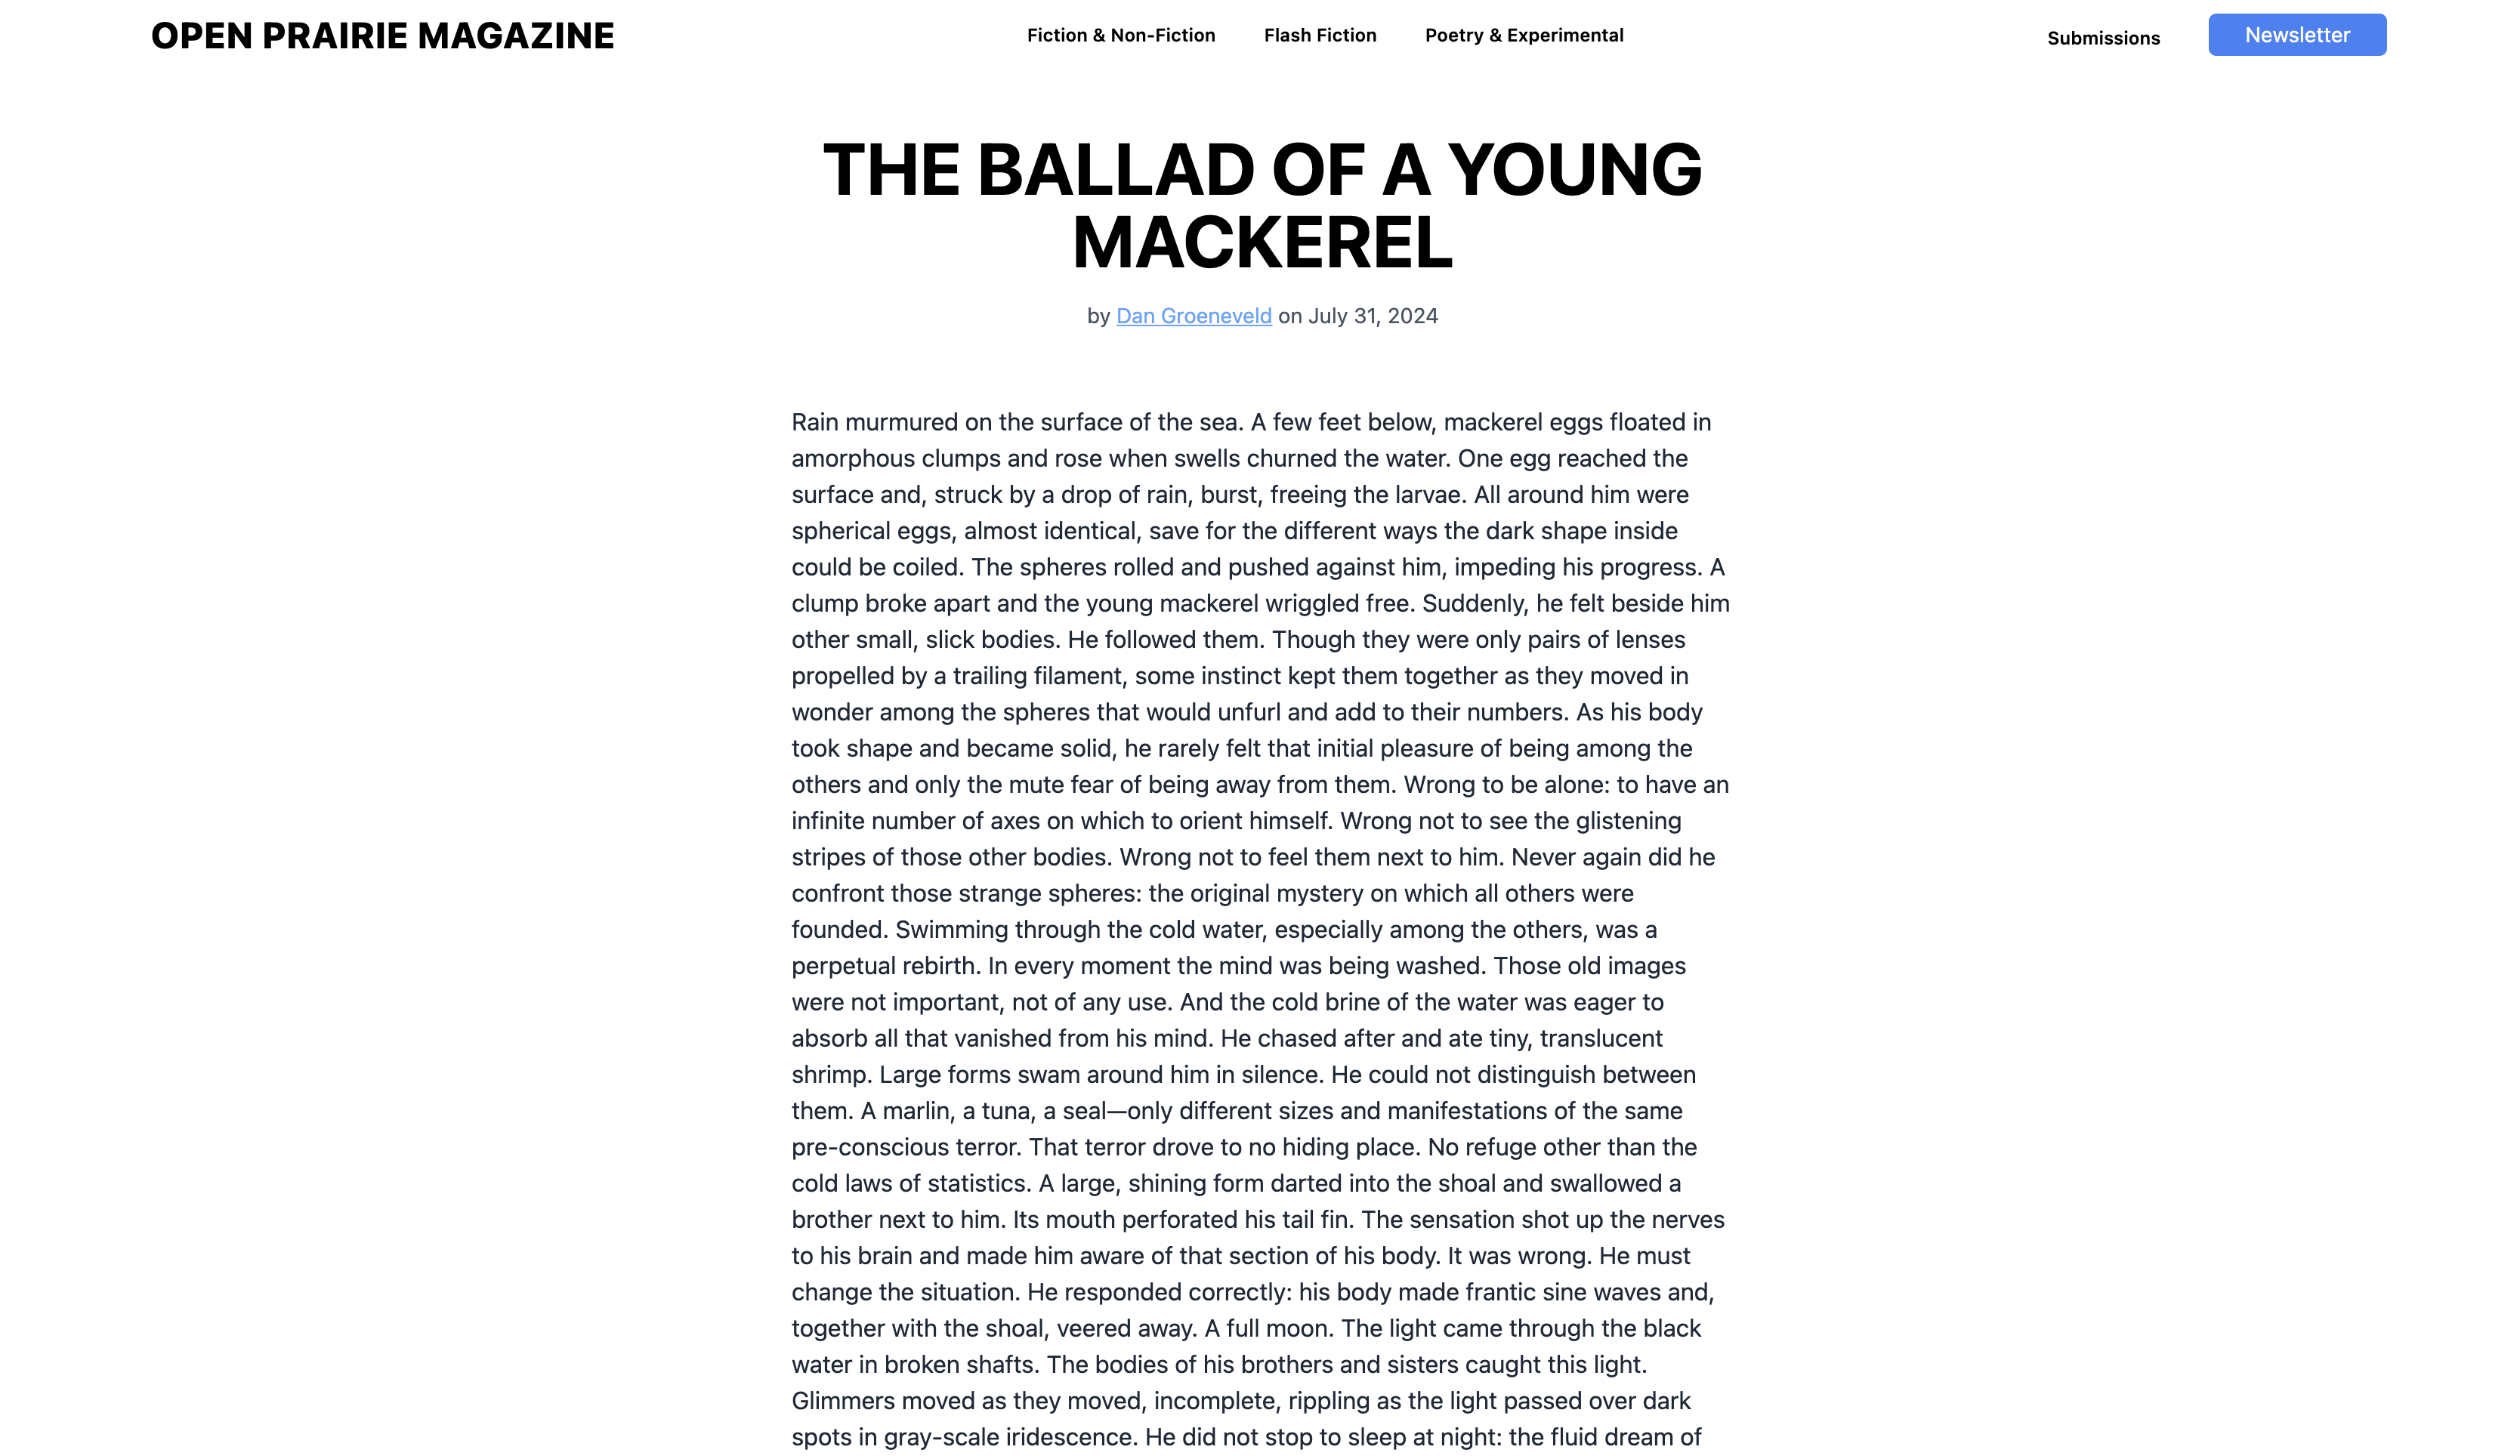 OPEN PRAIRIE MAGAZINE
Fiction & Non-Fiction
Flash Fiction
Poetry & Experimental
Submissions
Newsletter
THE BALLAD OF A YOUNG
MACKEREL
by Dan Groeneveld on July 31, 2024
Rain murmured on the surface of the sea. A few feet below, mackerel eggs floated in
amorphous clumps and rose when swells churned the water. One egg reached the
surface and, struck by a drop of rain, burst, freeing the larvae. All around him were
spherical eggs, almost identical, save for the different ways the dark shape inside
could be coiled. The spheres rolled and pushed against him, impeding his progress. A
clump broke apart and the young mackerel wriggled free. Suddenly, he felt beside him
other small, slick bodies. He followed them. Though they were only pairs of lenses
propelled by a trailing filament, some instinct kept them together as they moved in
wonder among the spheres that would unfurl and add to their numbers. As his body
took shape and became solid, he rarely felt that initial pleasure of being among the
others and only the mute fear of being away from them. Wrong to be alone: to have an
infinite number of axes on which to orient himself. Wrong not to see the glistening
stripes of those other bodies. Wrong not to feel them next to him. Never again did he
confront those strange spheres: the original mystery on which all others were
founded. Swimming through the cold water, especially among the others, was a
perpetual rebirth. In every moment the mind was being washed. Those old images
were not important, not of any use. And the cold brine of the water was eager to
absorb all that vanished from his mind. He chased after and ate tiny, translucent
shrimp. Large forms swam around him in silence. He could not distinguish between
them. A marlin, a tuna, a seal—only different sizes and manifestations of the same
pre-conscious terror. That terror drove to no hiding place. No refuge other than the
cold laws of statistics. A large, shining form darted into the shoal and swallowed a
brother next to him. Its mouth perforated his tail fin. The sensation shot up the nerves
to his brain and made him aware of that section of his body. It was wrong. He must
change the situation. He responded correctly: his body made frantic sine waves and,
together with the shoal, veered away. A full moon. The light came through the black
water in broken shafts. The bodies of his brothers and sisters caught this light.
Glimmers moved as they moved, incomplete, rippling as the light passed over dark
spots in gray-scale iridescence. He did not stop to sleep at night: the fluid dream of